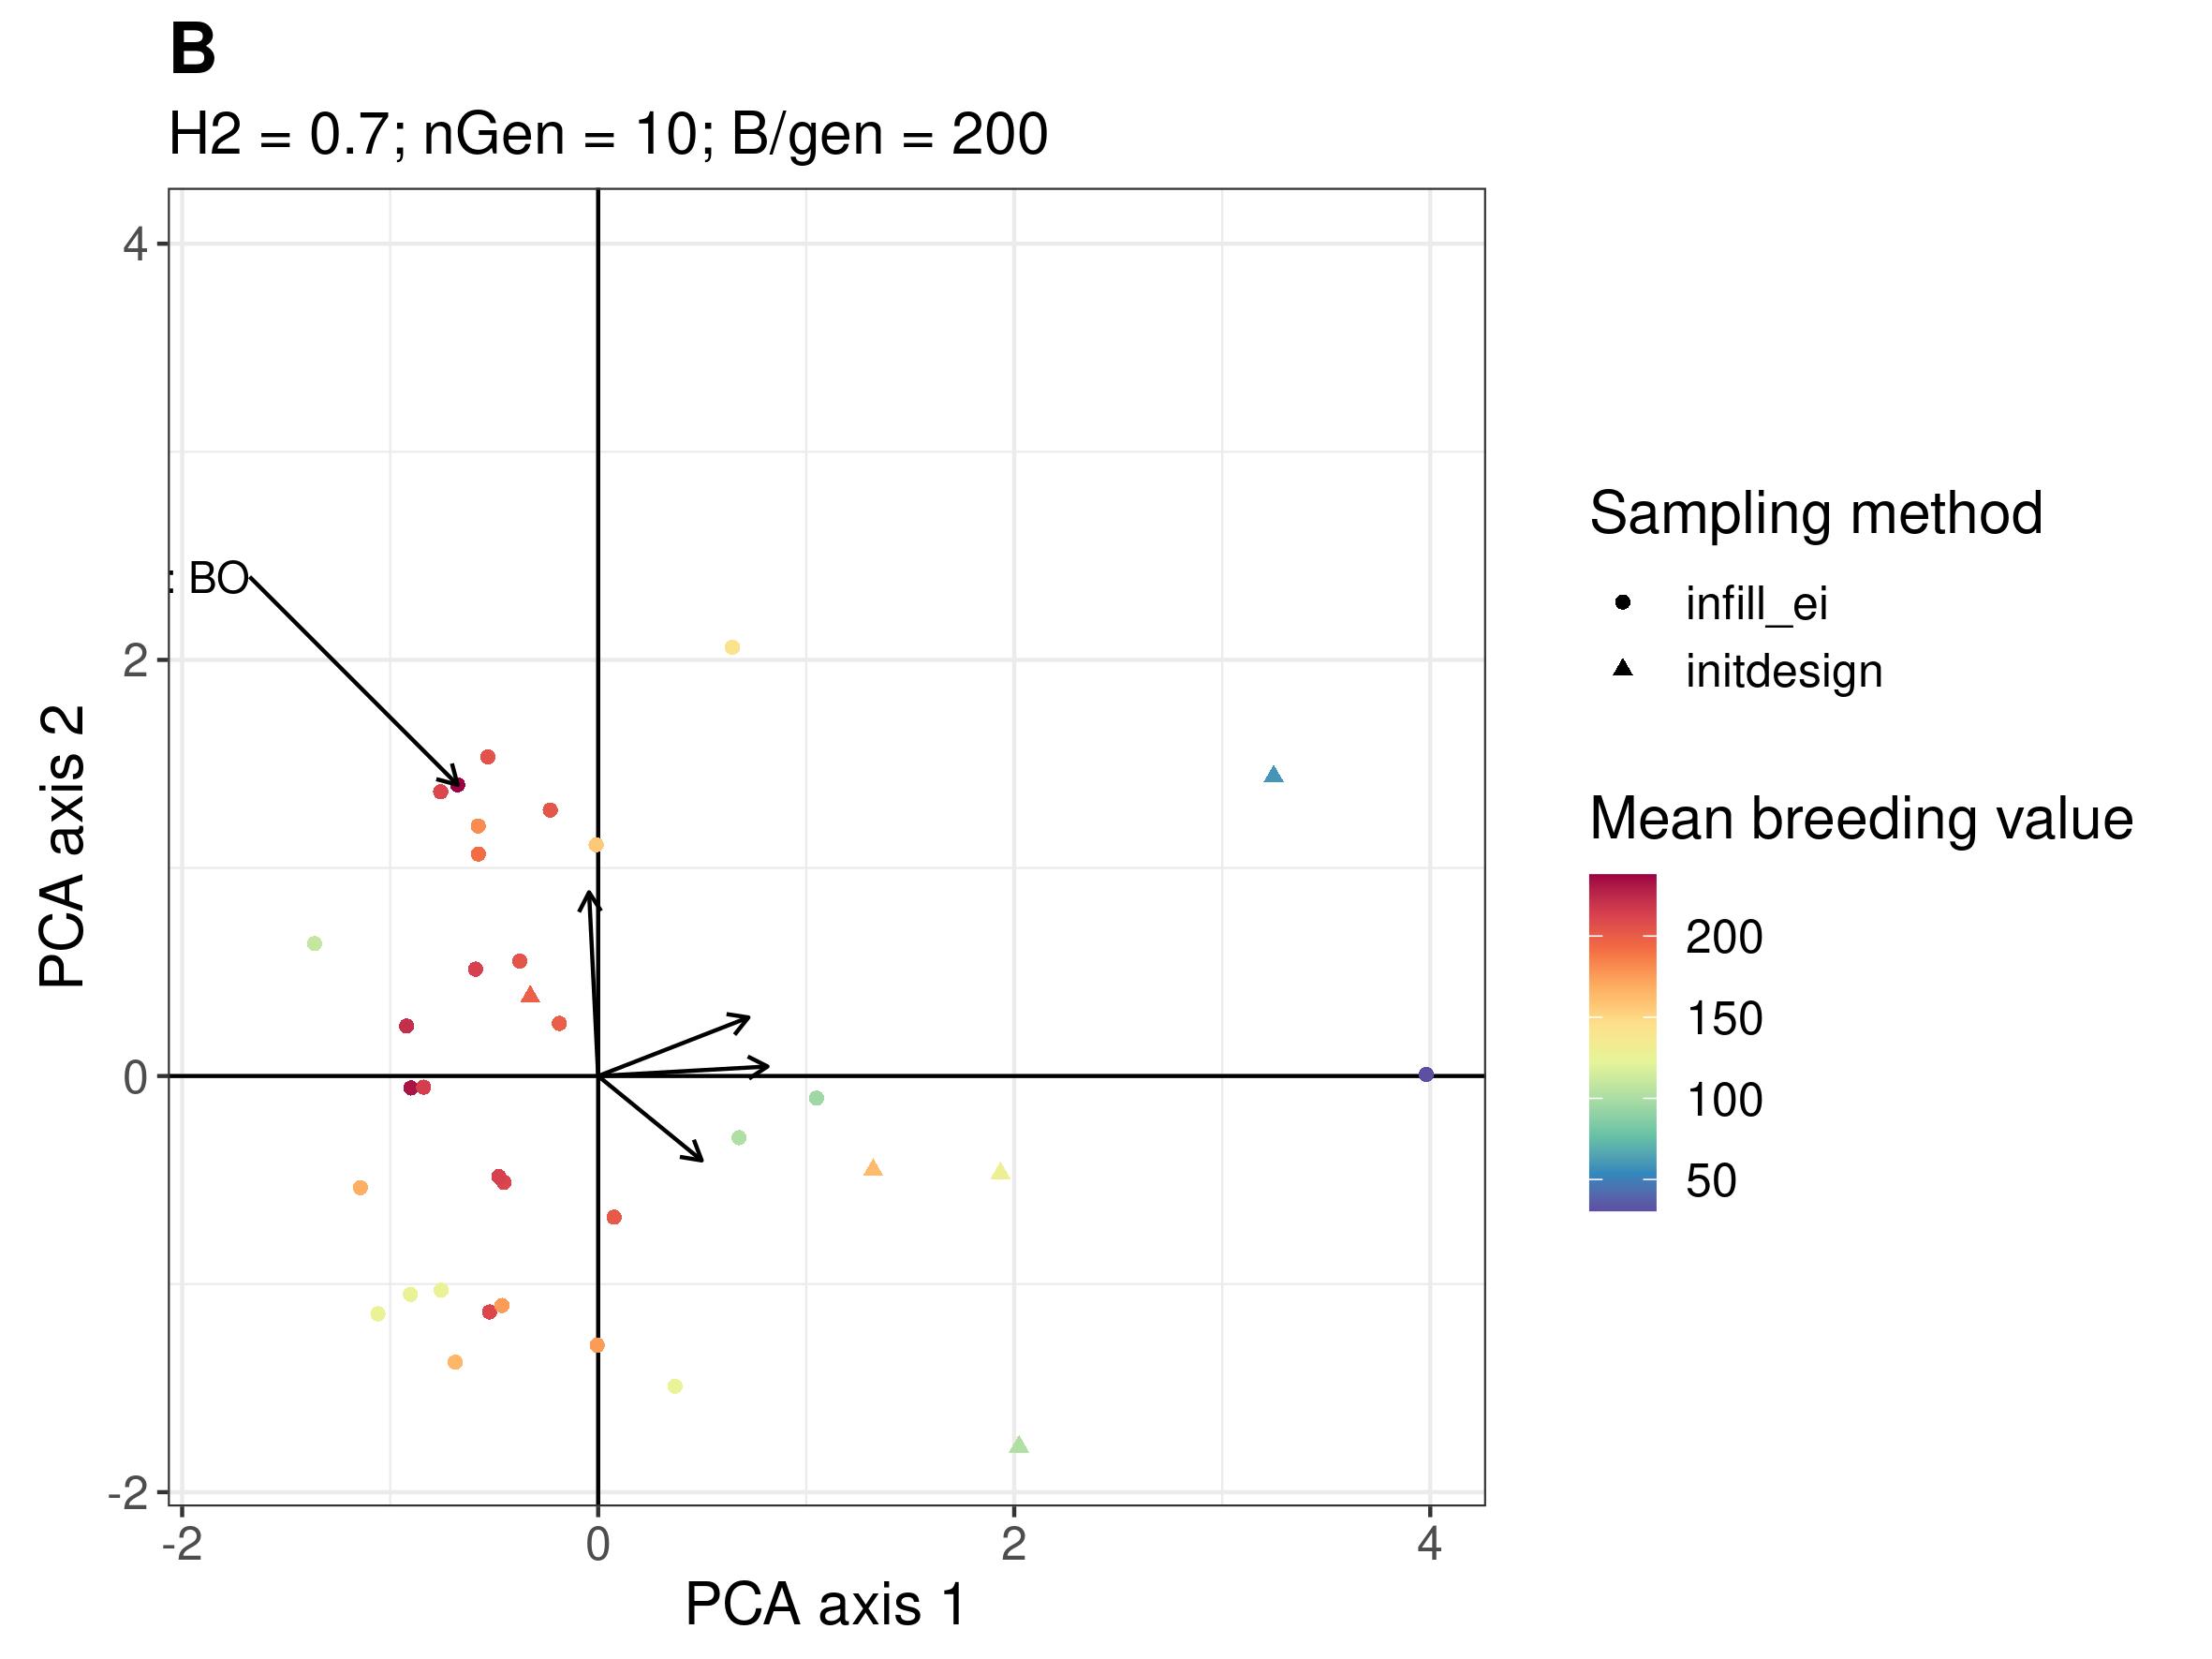 B
H2 = 0.7; nGen = 10; B/gen = 200
4
2
0
-2
PCA axis 2
: BO
-2
0
2
4
PCA axis 1
Sampling method
infill_ei
initdesign
Mean breeding value
200
150
100
50